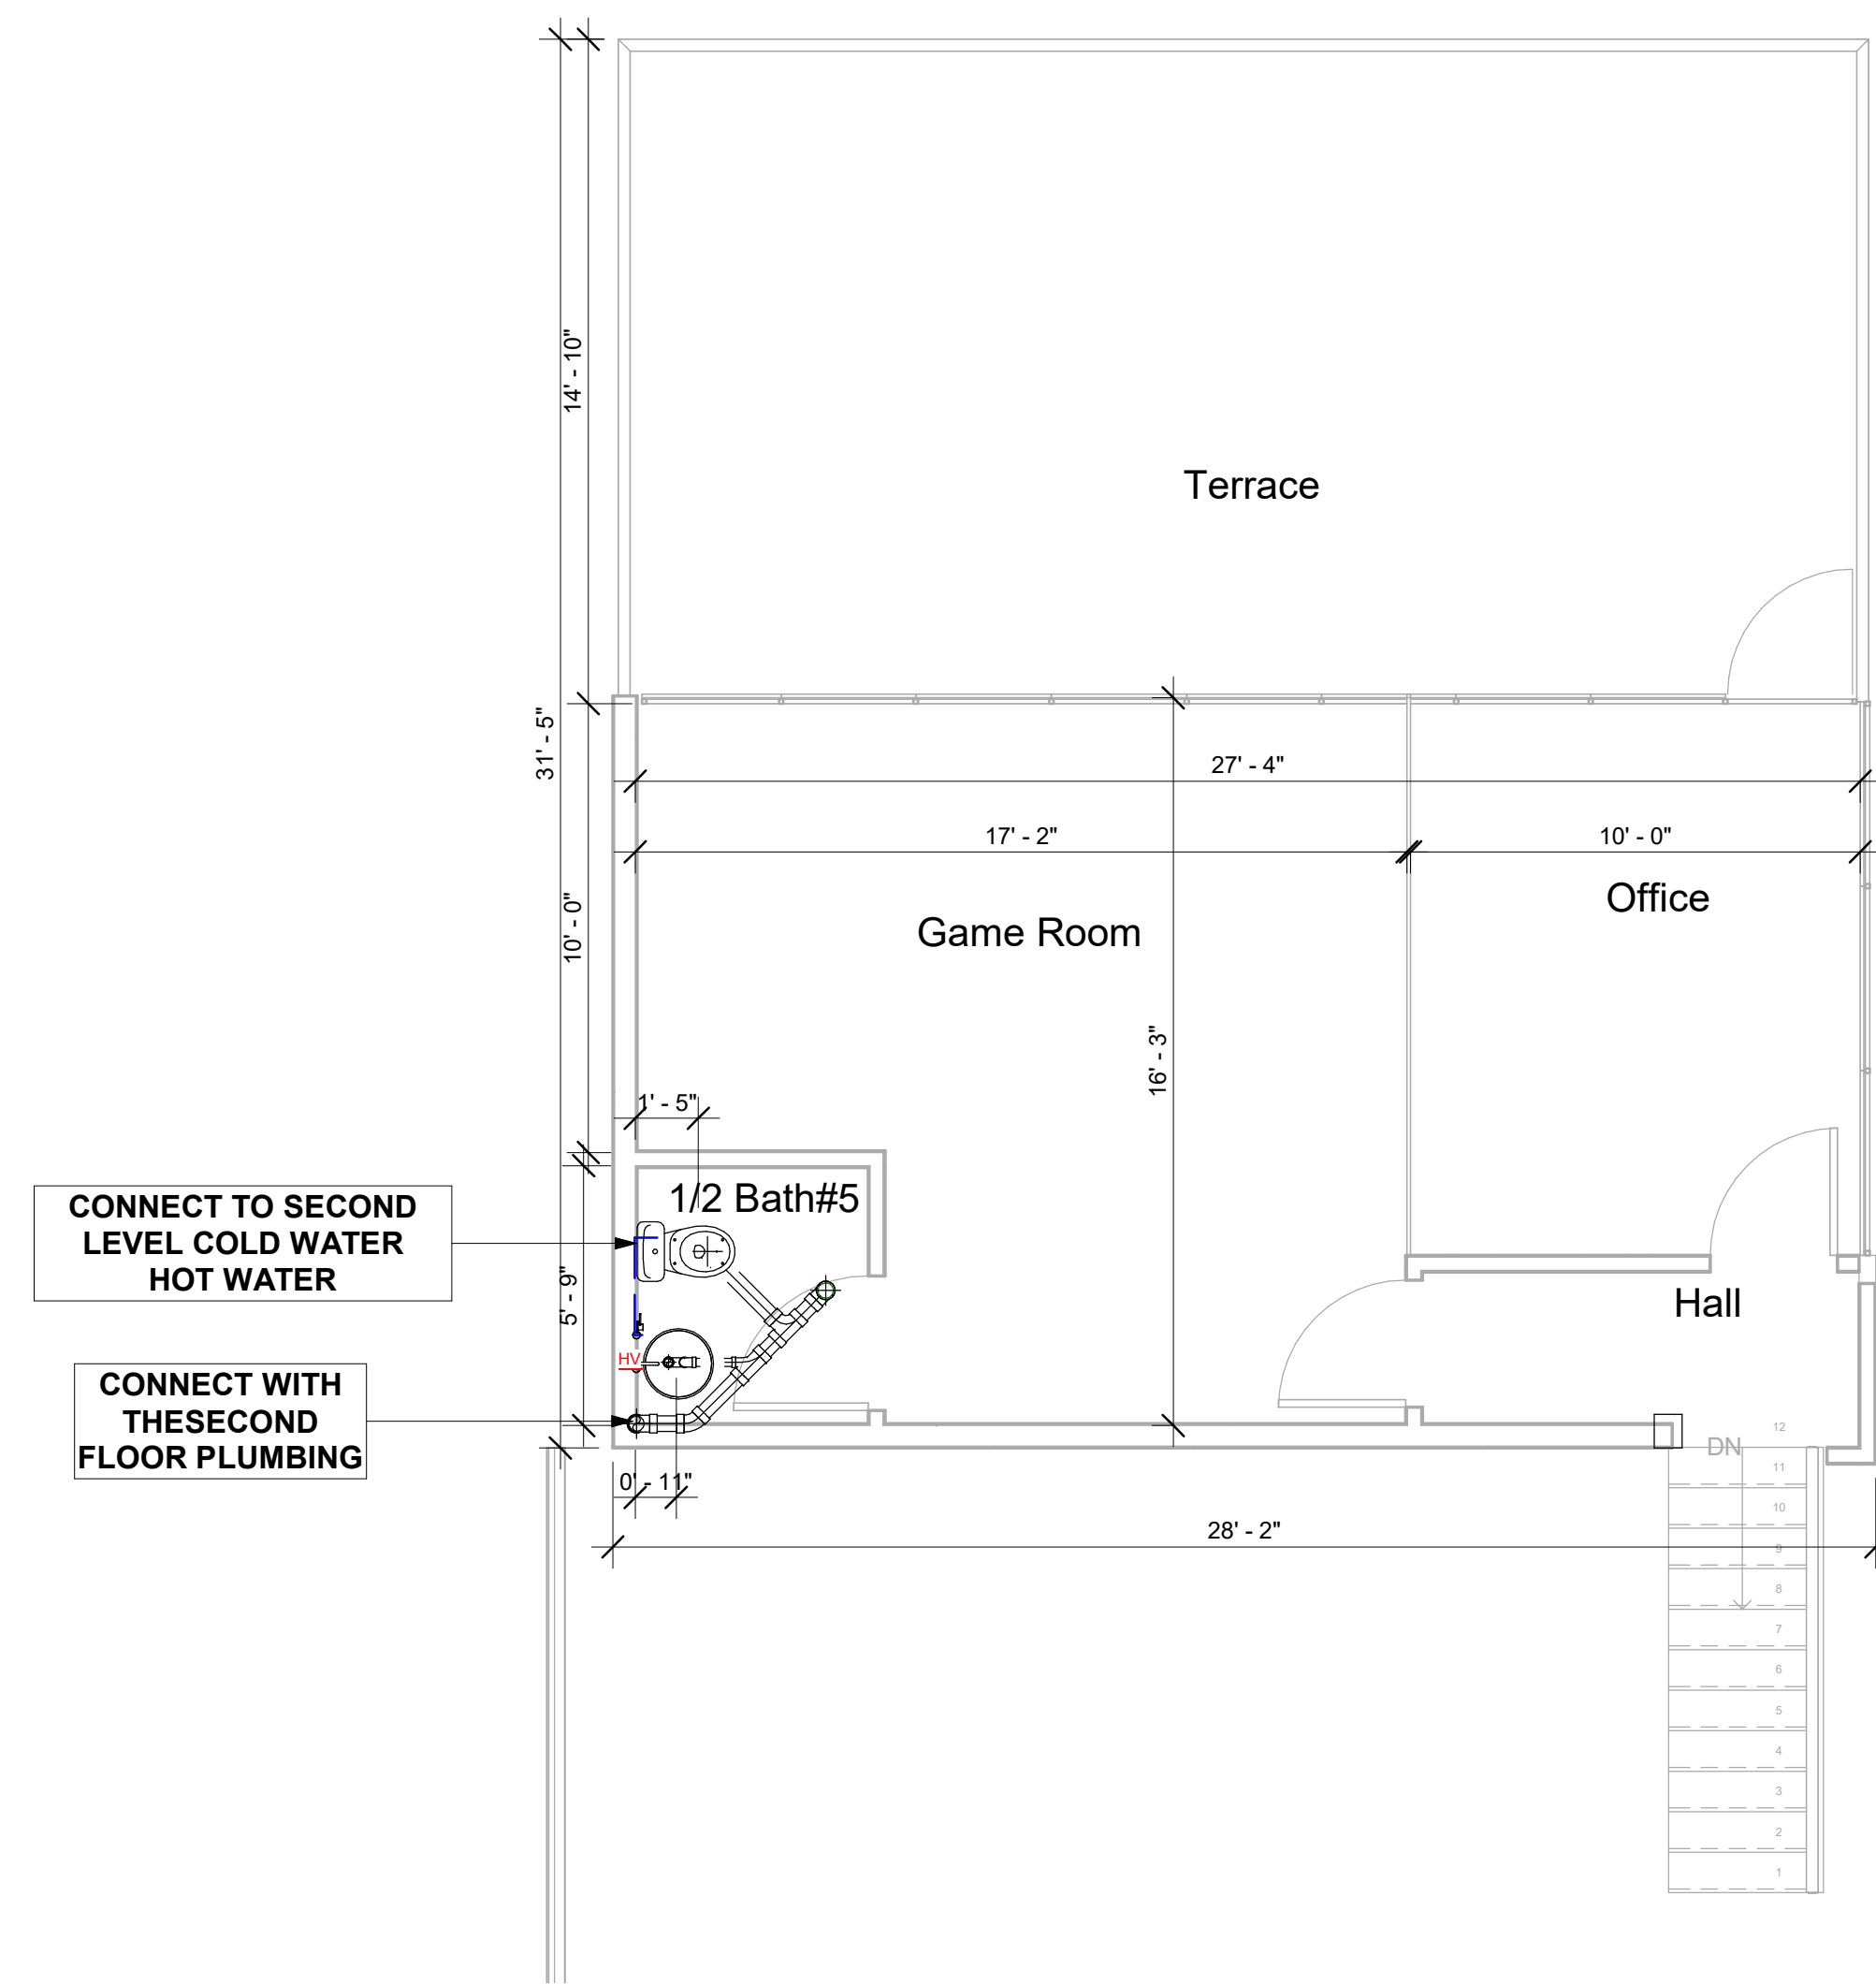 14' - 10"
Terrace
31' - 5"
27' - 4"
17' - 2"
10' - 0"
10' - 0"
Office
Game Room
16' - 3"
1' - 5"
1/2 Bath#5
CONNECT TO SECOND
LEVEL COLD WATER
HOT WATER
5' - 9"
Hall
HV
CONNECT WITH
THESECOND
FLOOR PLUMBING
DN
12
11
0' - 11"
10
28' - 2"
9
8
7
6
5
4
3
2
1